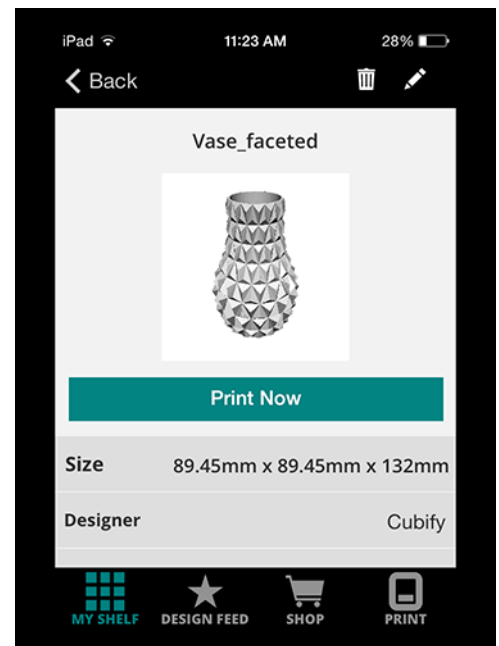 iPad 11:23 AM 28%
Back
Vase_faceted
Print Now
Size 89.45mm x 89.45mm x 132mm
Designer Cubify
MY SHELF DESIGN FEED SHOP PRINT